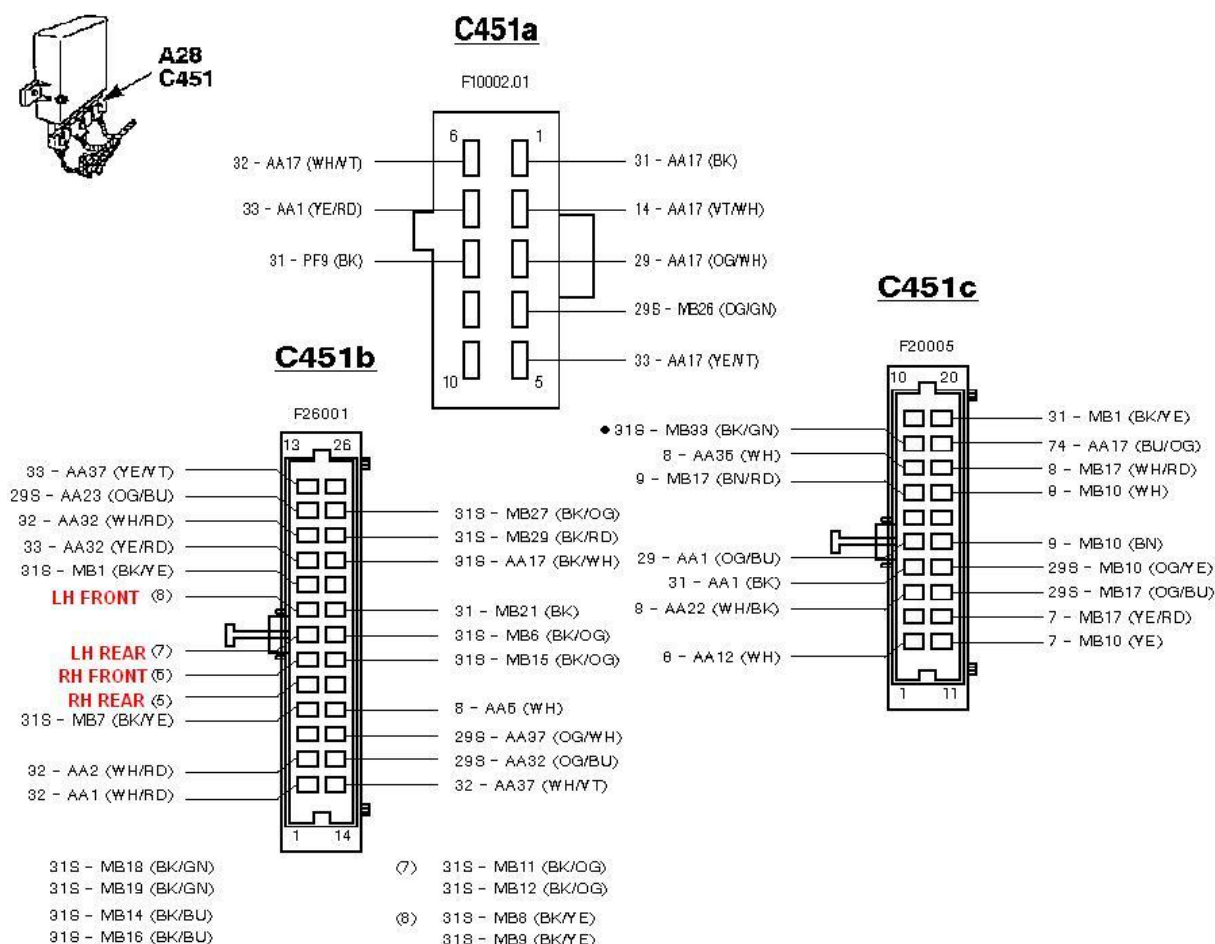 A28
C451
C451a
F10002.01
6
1
32 - AA17 (WH/VT)
31 - AA17 (BK)
33 - AA1 (YE/RD)
14 - AA17 (VT/WH)
31 - PF9 (BK)
29 - AA17 (OG/WH)
29S - MB26 (OG/GN)
33 - AA17 (YE/VT)
10
5
C451b
F26001
13 26
33 - AA37 (YE/VT)
29S - AA23 (OG/BU)
32 - AA32 (WH/RD)
33 - AA32 (YE/RD)
31S - MB1 (BK/YE)
LH FRONT (8)
LH REAR (7)
RH FRONT (6)
RH REAR (5)
31S - MB7 (BK/YE)
32 - AA2 (WH/RD)
32 - AA1 (WH/RD)
31S - MB27 (BK/OG)
31S - MB29 (BK/RD)
31S - AA17 (BK/WH)
31 - MB21 (BK)
31S - MB6 (BK/OG)
31S - MB15 (BK/OG)
8 - AA5 (WH)
29S - AA37 (OG/WH)
29S - AA32 (OG/BU)
32 - AA37 (WH/VT)
1 14
C451c
F20005
10 20
31S - MB33 (BK/GN)
8 - AA35 (WH)
9 - MB17 (BN/RD)
29 - AA1 (OG/BU)
31 - AA1 (BK)
8 - AA22 (WH/BK)
8 - AA12 (WH)
31 - MB1 (BK/YE)
74 - AA17 (BU/OG)
8 - MB17 (WH/RD)
8 - MB10 (WH)
9 - MB10 (BN)
29S - MB10 (OG/YE)
29S - MB17 (OG/BU)
7 - MB17 (YE/RD)
7 - MB10 (YE)
1 11
31S - MB18 (BK/GN)
31S - MB19 (BK/GN)
31S - MB14 (BK/BU)
31S - MB16 (BK/BU)
(7) 31S - MB11 (BK/OG)
31S - MB12 (BK/OG)
(8) 31S - MB8 (BK/YE)
31S - MB9 (BK/YE)